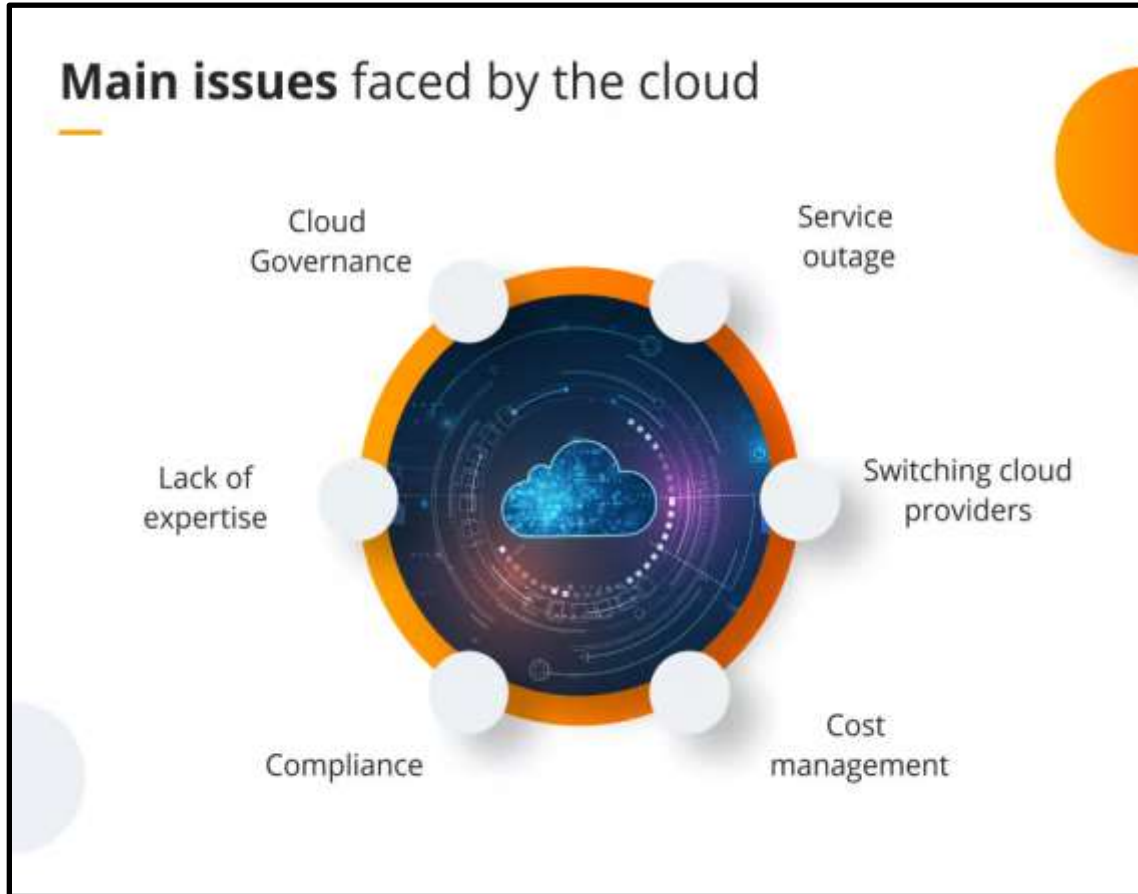 Main issues faced by the cloud
Cloud
Governance
Service
outage
Lack of
expertise
Switching cloud
providers
Compliance
Cost
management